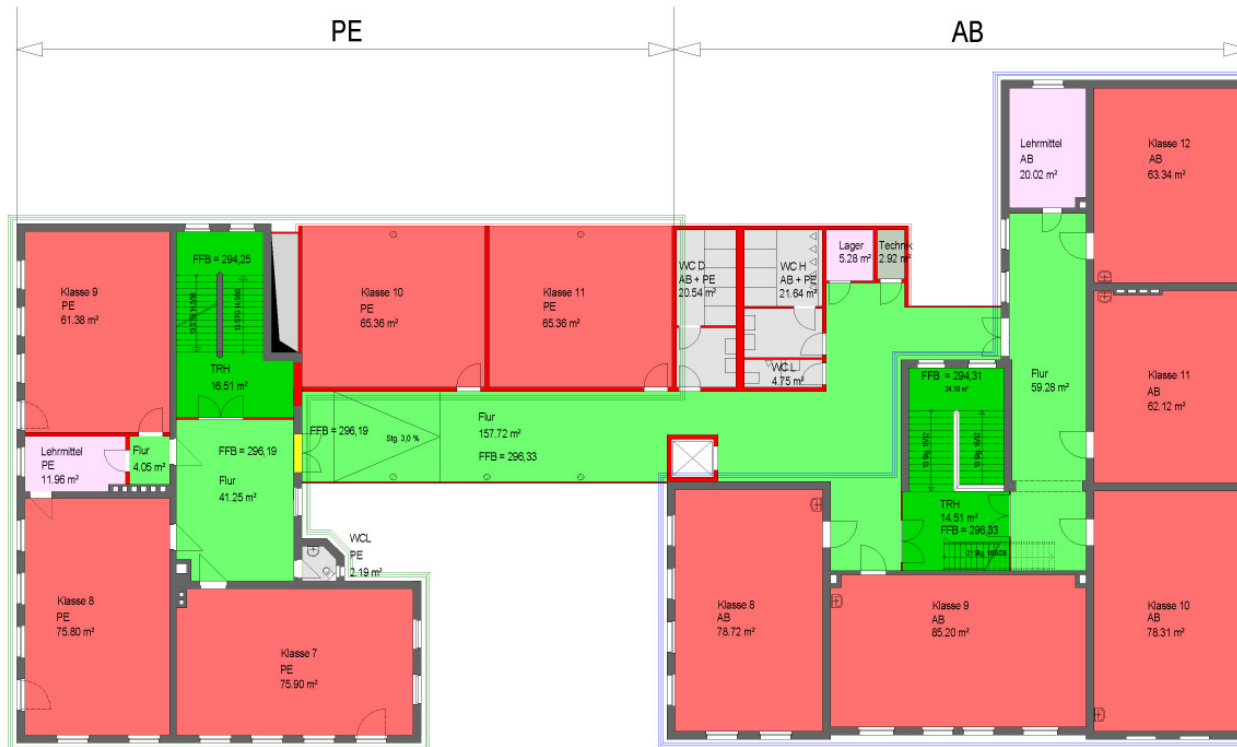 PE
AB
Lehrmittel
AB
20.02 m²
Klasse 12
AB
63.34 m²
FFB = 294,25
Klasse 9
PE
61.38 m²
Klasse 10
PE
65.36 m²
Klasse 11
PE
65.36 m²
WC D
AB + PE
20.54 m²
WC H
AB + PE
21.64 m²
Lager
5.28 m²
Technik
2.92 m²
TRH
16.51 m²
WC L
4.75 m²
FFB = 294,31
24.10 m²
Flur
59.28 m²
Klasse 11
AB
62.12 m²
Lehrmittel
PE
11.96 m²
Flur
4.05 m²
FFB = 296,19
Flur
41.25 m²
FFB = 296,19
Stg. 3,0 %
Flur
157.72 m²
FFB = 296,33
TRH
14.51 m²
FFB = 296,33
WCL
PE
2.19 m²
Klasse 8
PE
75.80 m²
Klasse 7
PE
75.90 m²
Klasse 8
AB
78.72 m²
Klasse 9
AB
85.20 m²
Klasse 10
AB
78.31 m²